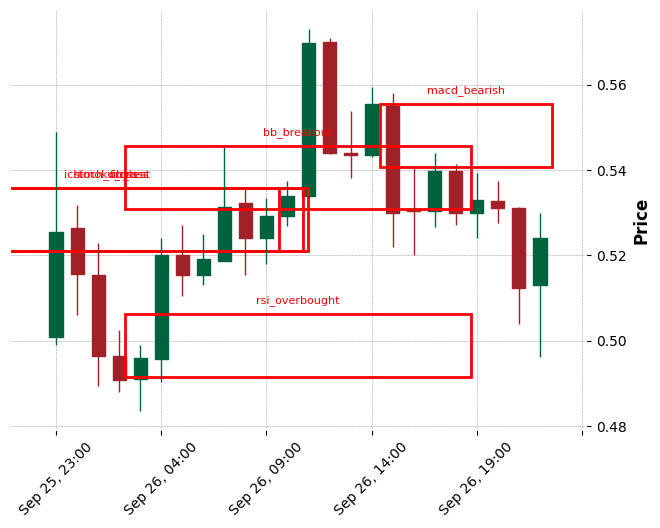 0.56
macd_bearish
bb_breakout
0.54
Price
0.52
rsi_overbought
0.50
0.48
Sep 25, 23:00
Sep 26, 04:00
Sep 26, 09:00
Sep 26, 14:00
Sep 26, 19:00